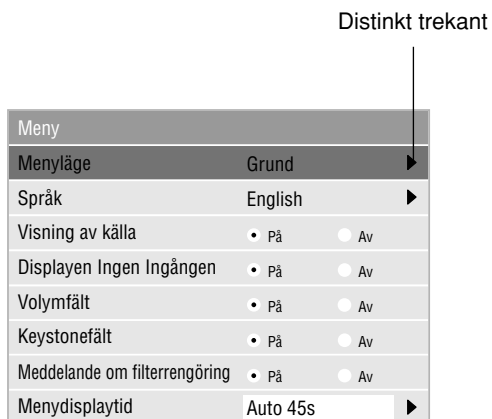 Distinkt trekant
Meny
Menyläge Grund
Språk English
Visning av källa På Av
Displayen Ingen Ingången På Av
Volymfält På Av
Keystonefält På Av
Meddelande om filterrengöring På Av
Menydisplaytid Auto 45s